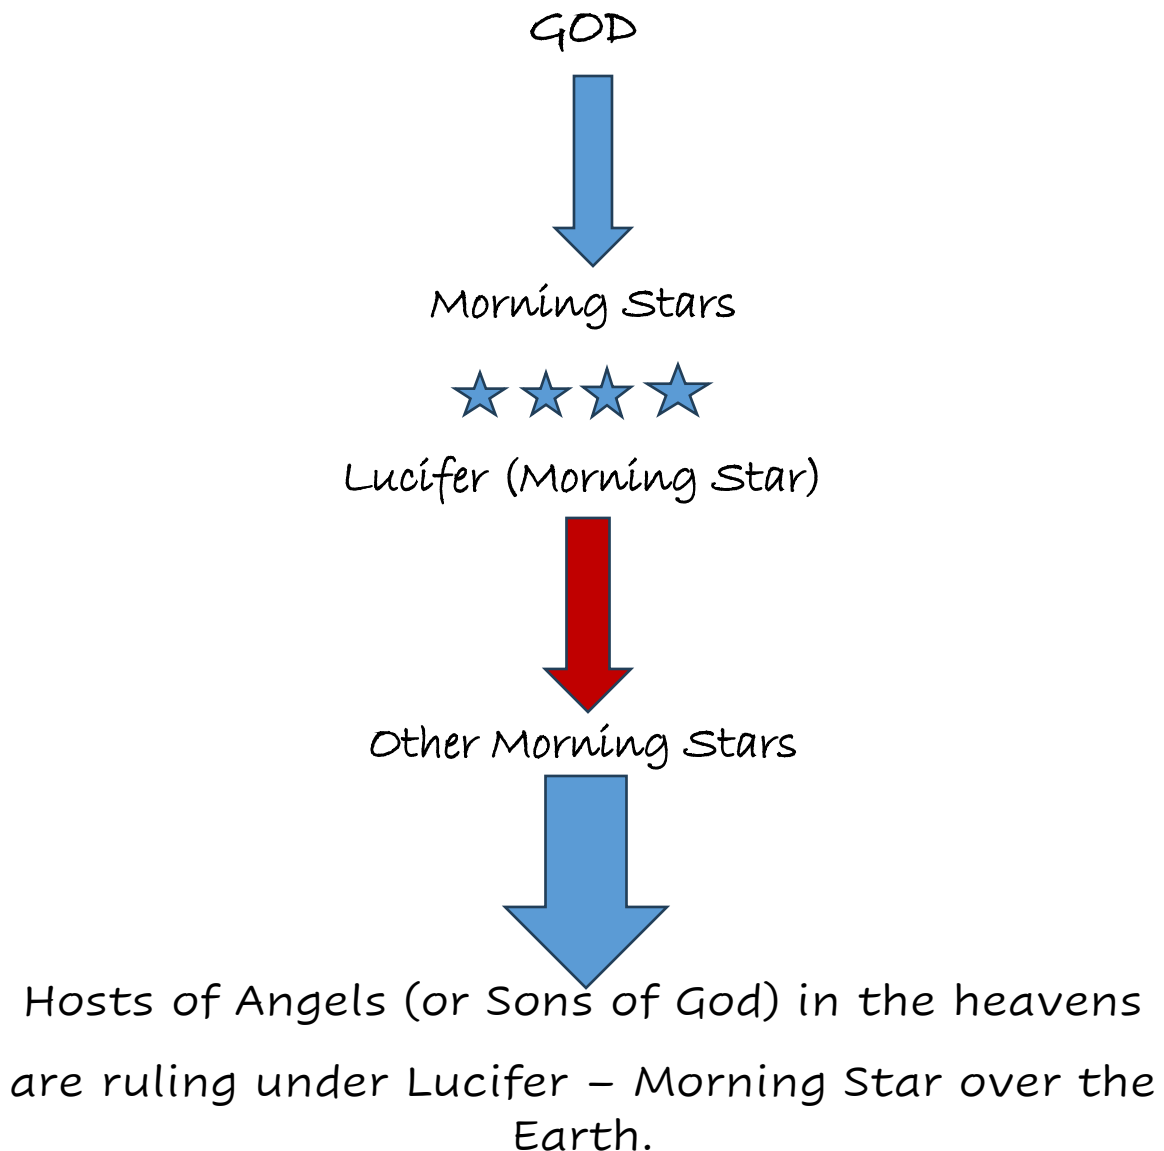 GOD
Morning Stars
Lucifer (Morning Star)
Other Morning Stars
Hosts of Angels (or Sons of God) in the heavens
are ruling under Lucifer – Morning Star over the
Earth.